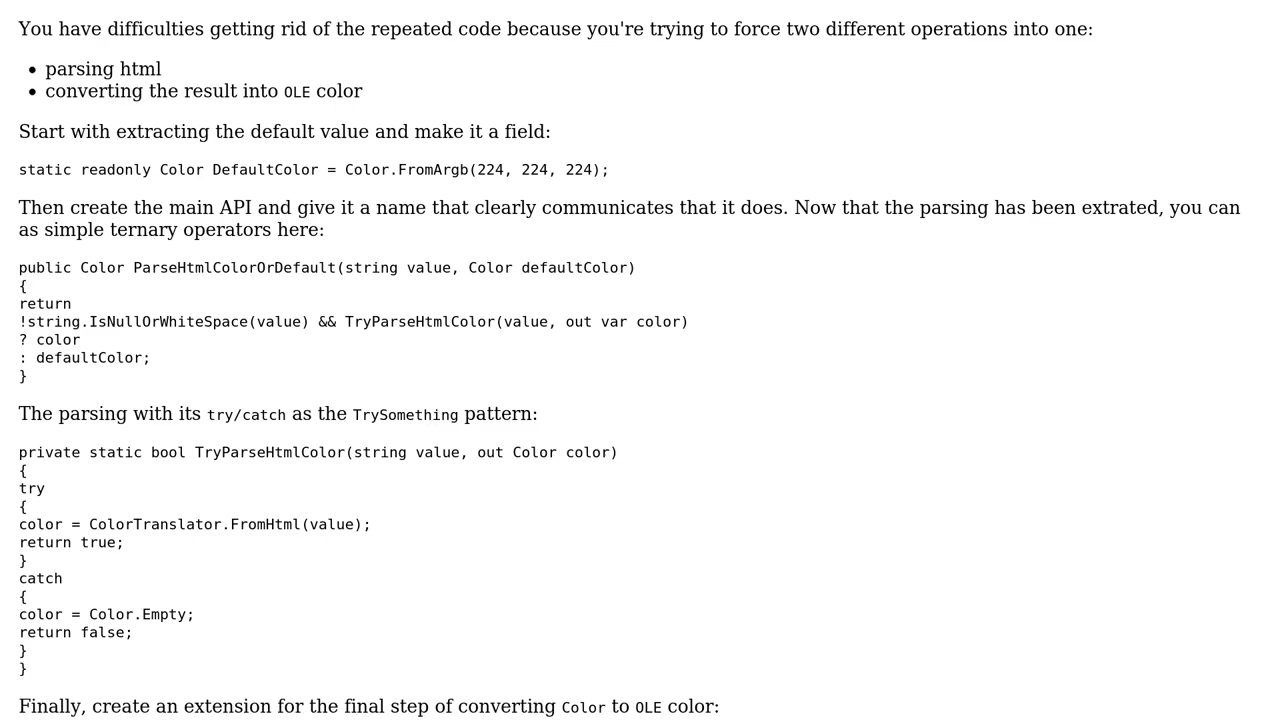 You have difficulties getting rid of the repeated code because you're trying to force two different operations into one:
• parsing html
• converting the result into OLE color
Start with extracting the default value and make it a field:
static readonly Color DefaultColor = Color.FromArgb(224, 224, 224);
Then create the main API and give it a name that clearly communicates that it does. Now that the parsing has been extrated, you can
as simple ternary operators here:
public Color ParseHtmlColorOrDefault(string value, Color defaultColor)
{
return
!string.IsNullOrWhiteSpace(value) && TryParseHtmlColor(value, out var color)
? color
: defaultColor;
}
The parsing with its try/catch as the TrySomething pattern:
private static bool TryParseHtmlColor(string value, out Color color)
{
try
{
color = ColorTranslator.FromHtml(value);
return true;
}
catch
{
color = Color.Empty;
return false;
}
}
Finally, create an extension for the final step of converting Color to OLE color: